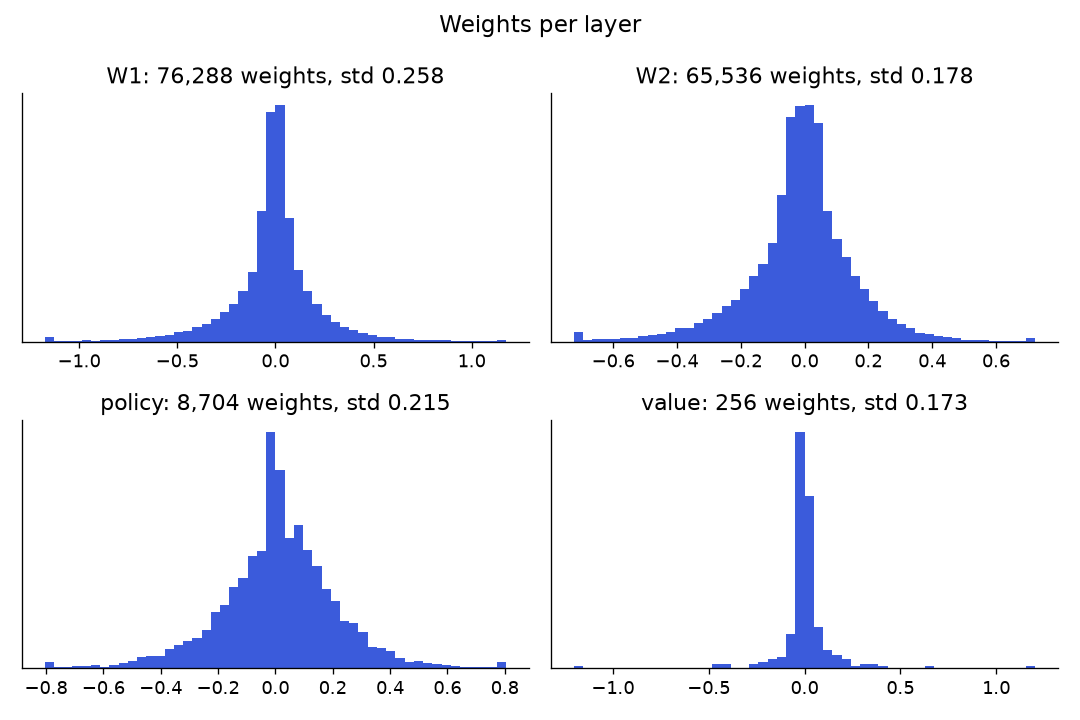 Weights per layer
W1: 76,288 weights, std 0.258
−1.0 −0.5 0.0 0.5 1.0
W2: 65,536 weights, std 0.178
−0.6 −0.4 −0.2 0.0 0.2 0.4 0.6
policy: 8,704 weights, std 0.215
−0.8 −0.6 −0.4 −0.2 0.0 0.2 0.4 0.6 0.8
value: 256 weights, std 0.173
−1.0 −0.5 0.0 0.5 1.0